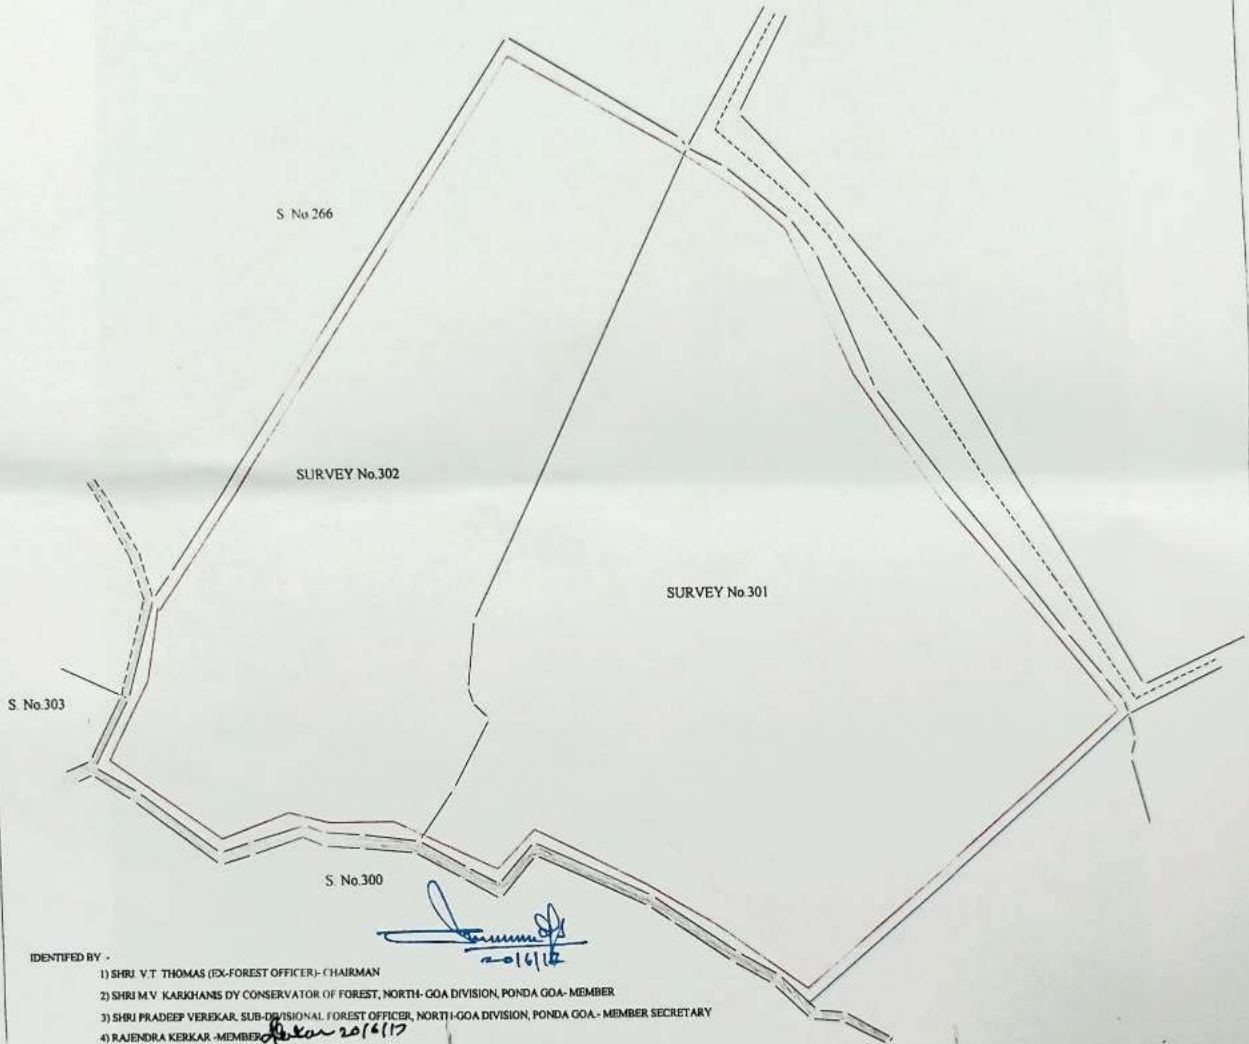 S. No.266
SURVEY No.302
SURVEY No.301
S. No.303
S. No.300
20/6/17
IDENTIFED BY -
1) SHRI. V.T THOMAS (EX-FOREST OFFICER)- CHAIRMAN
2) SHRI M.V KARKHANIS DY CONSERVATOR OF FOREST, NORTH- GOA DIVISION, PONDA GOA- MEMBER
3) SHRI PRADEEP VEREKAR, SUB-DIVISIONAL FOREST OFFICER, NORTH-GOA DIVISION, PONDA GOA.- MEMBER SECRETARY
4) RAJENDRA KERKAR -MEMBER 20/6/17